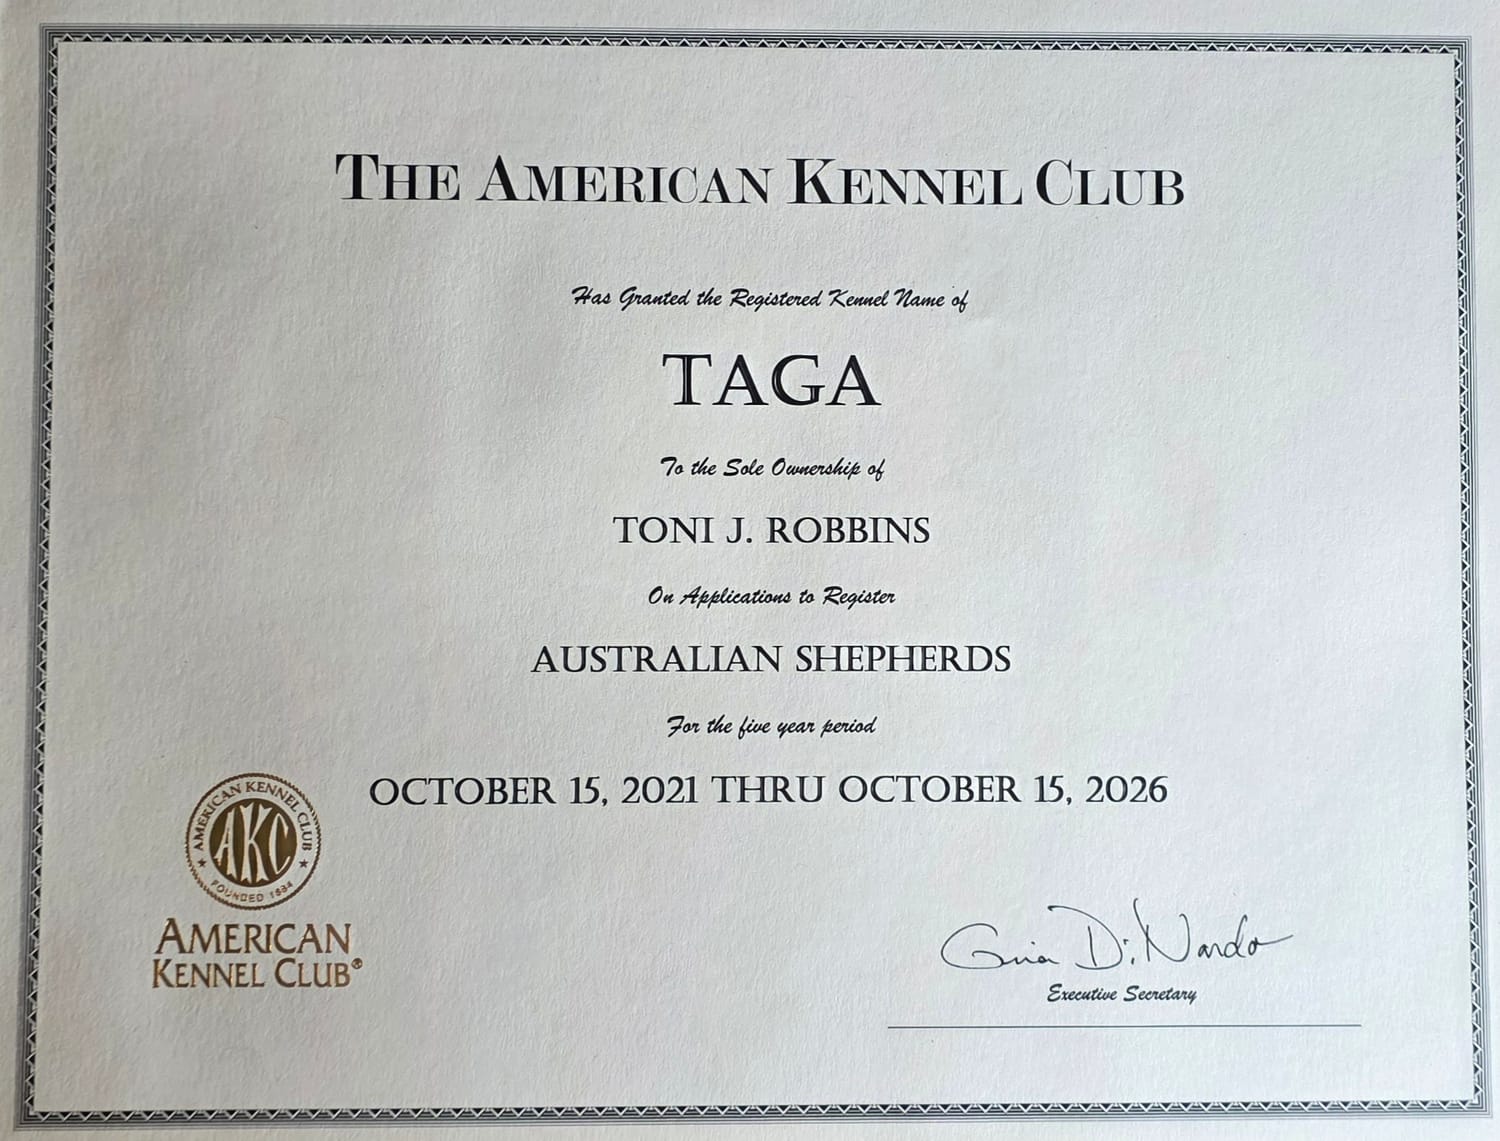 THE AMERICAN KENNEL CLUB
Has Granted the Registered Kennel Name of
TAGA
To the Sole Ownership of
TONI J. ROBBINS
On Applications to Register
AUSTRALIAN SHEPHERDS
For the five year period
OCTOBER 15, 2021 THRU OCTOBER 15, 2026
AMERICAN KENNEL CLUB
AKC
FOUNDED 1884
AMERICAN
KENNEL CLUB®
Gina DiNardo
Executive Secretary